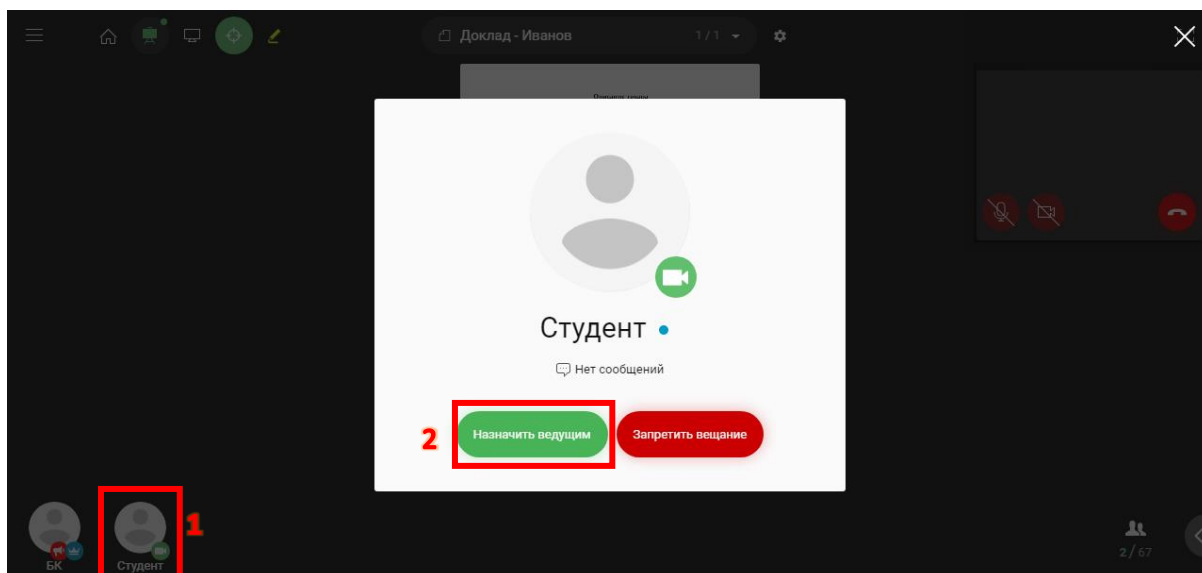 Доклад - Иванов 1 / 1
Студент
Нет сообщений
2
Назначить ведущим
Запретить вещание
1
БК
Студент
2 / 67